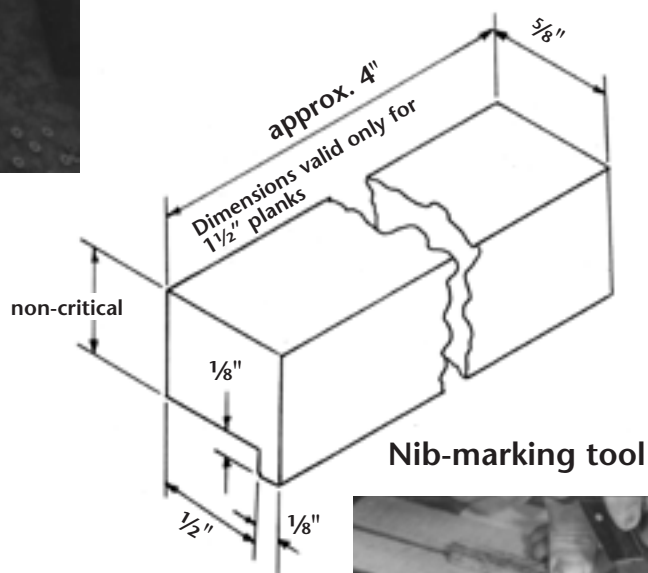 5/8"
approx. 4"
Dimensions valid only for
1½" planks
non-critical
⅛"
Nib-marking tool
½"
⅛"